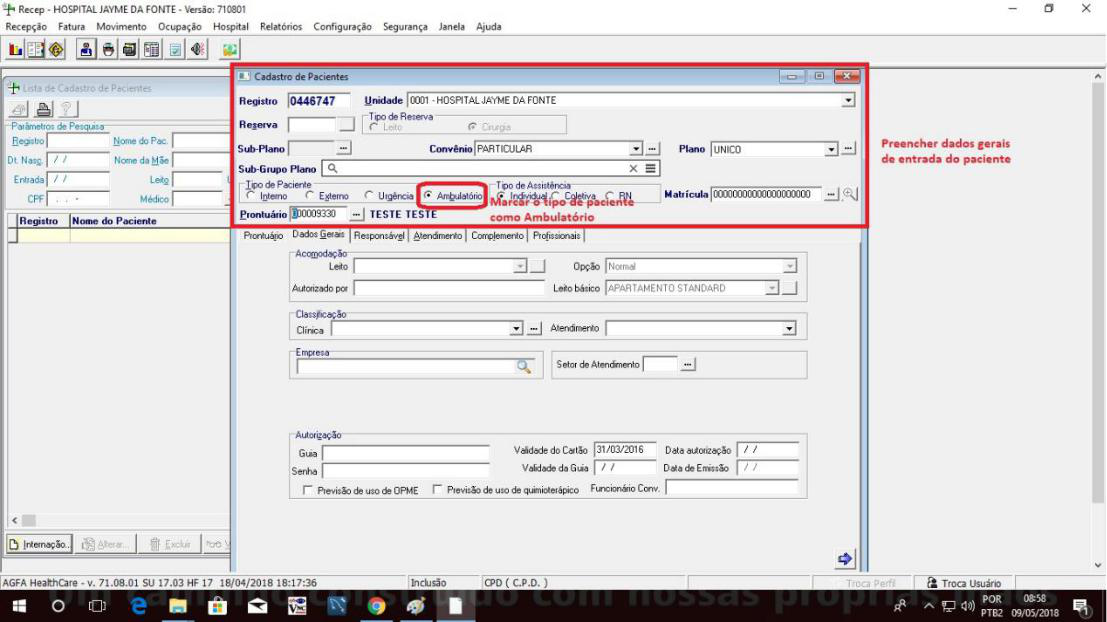 Recep - HOSPITAL JAYME DA FONTE - Versão: 710801
Recepção Fatura Movimento Ocupação Hospital Relatórios Configuração Segurança Janela Ajuda
Lista de Cadastro de Pacientes
Parâmetros de Pesquisa
Registro Nome do Pac.
Dt. Nasc. / / Nome da Mãe
Entrada / / Leito
CPF . . - Médico
Registro Nome do Paciente
Cadastro de Pacientes
Registro 0446747 Unidade 0001 - HOSPITAL JAYME DA FONTE
Reserva Tipo de Reserva Leito Cirurgia
Sub-Plano ... Convênio PARTICULAR ... Plano UNICO ...
Sub-Grupo Plano
Tipo de Paciente Interno Externo Urgência Ambulatório
Tipo de Assistência Individual Coletiva RN
Matrícula 00000000000000000000 ...
Marcar o tipo de paciente
como Ambulatório
Prontuário 000009330 ... TESTE TESTE
Preencher dados gerais
de entrada do paciente
Prontuário Dados Gerais Responsável Atendimento Complemento Profissionais
Acomodação
Leito Opção Normal
Autorizado por Leito básico APARTAMENTO STANDARD
Classificação
Clínica ... Atendimento
Empresa
Setor de Atendimento ...
Autorização
Guia Validade do Cartão 31/03/2016 Data autorização / /
Senha Validade da Guia / / Data de Emissão / /
Previsão de uso de OPME Previsão de uso de quimioterápico Funcionário Conv.
Internação.. Alterar... Excluir
AGFA HealthCare - v. 71.08.01 SU 17.03 HF 17 18/04/2018 18:17:36 Inclusão CPD ( C.P.D. ) Troca Perfil Troca Usuário
com nossas próprias
POR 08:58
PTB2 09/05/2018